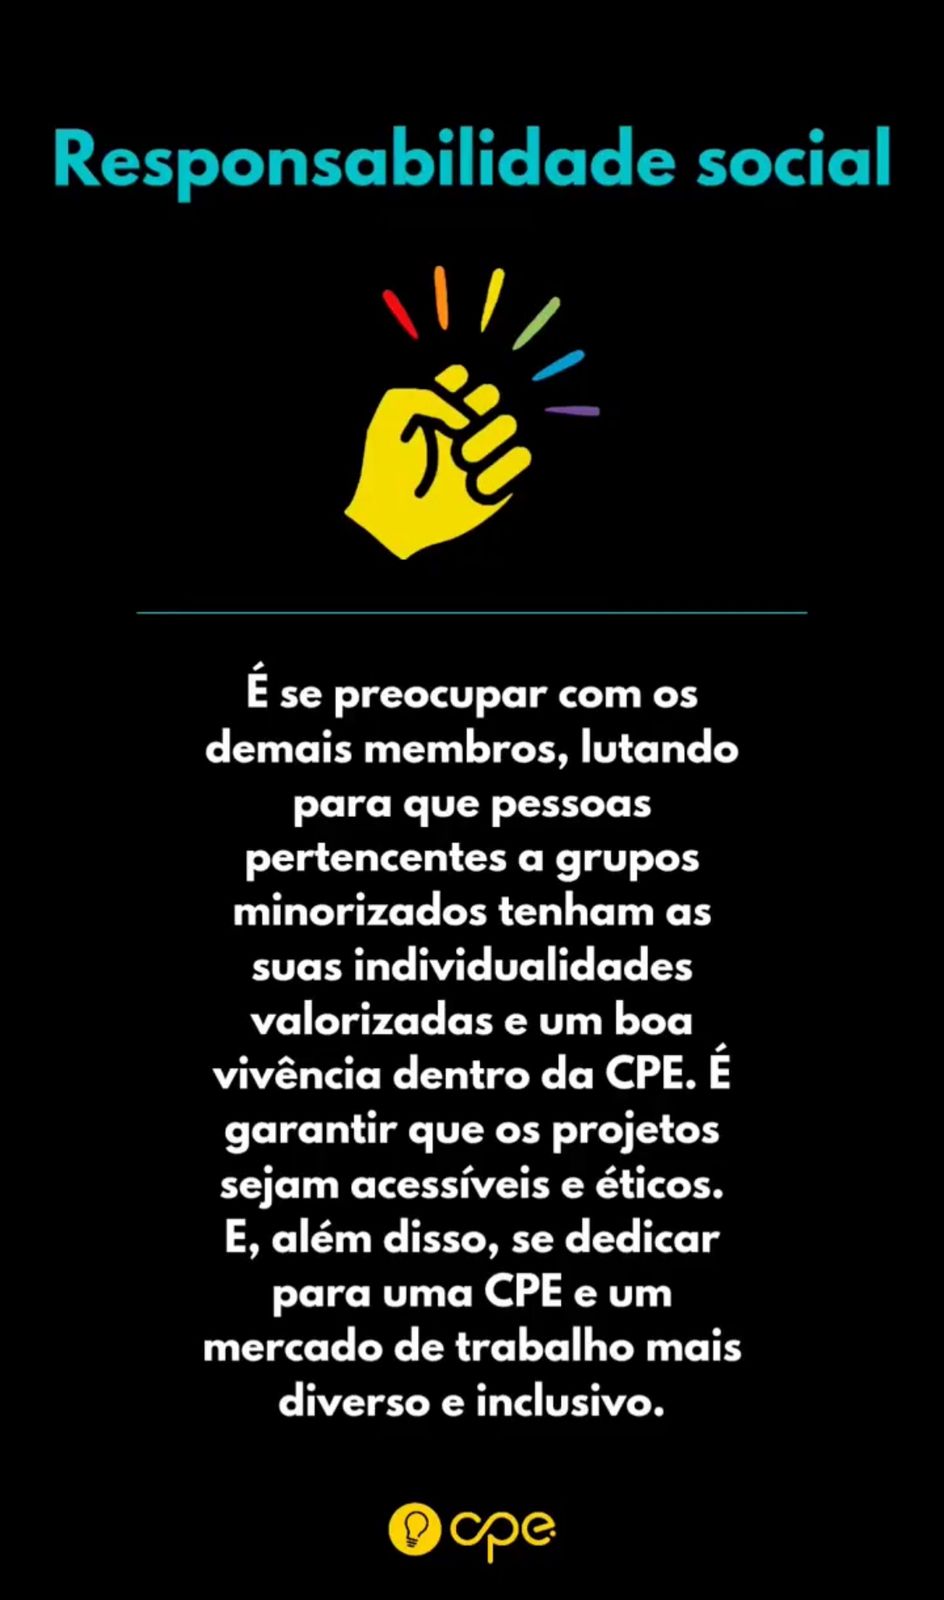 Responsabilidade social
É se preocupar com os
demais membros, lutando
para que pessoas
pertencentes a grupos
minorizados tenham as
suas individualidades
valorizadas e um boa
vivência dentro da CPE. É
garantir que os projetos
sejam acessíveis e éticos.
E, além disso, se dedicar
para uma CPE e um
mercado de trabalho mais
diverso e inclusivo.
cpe